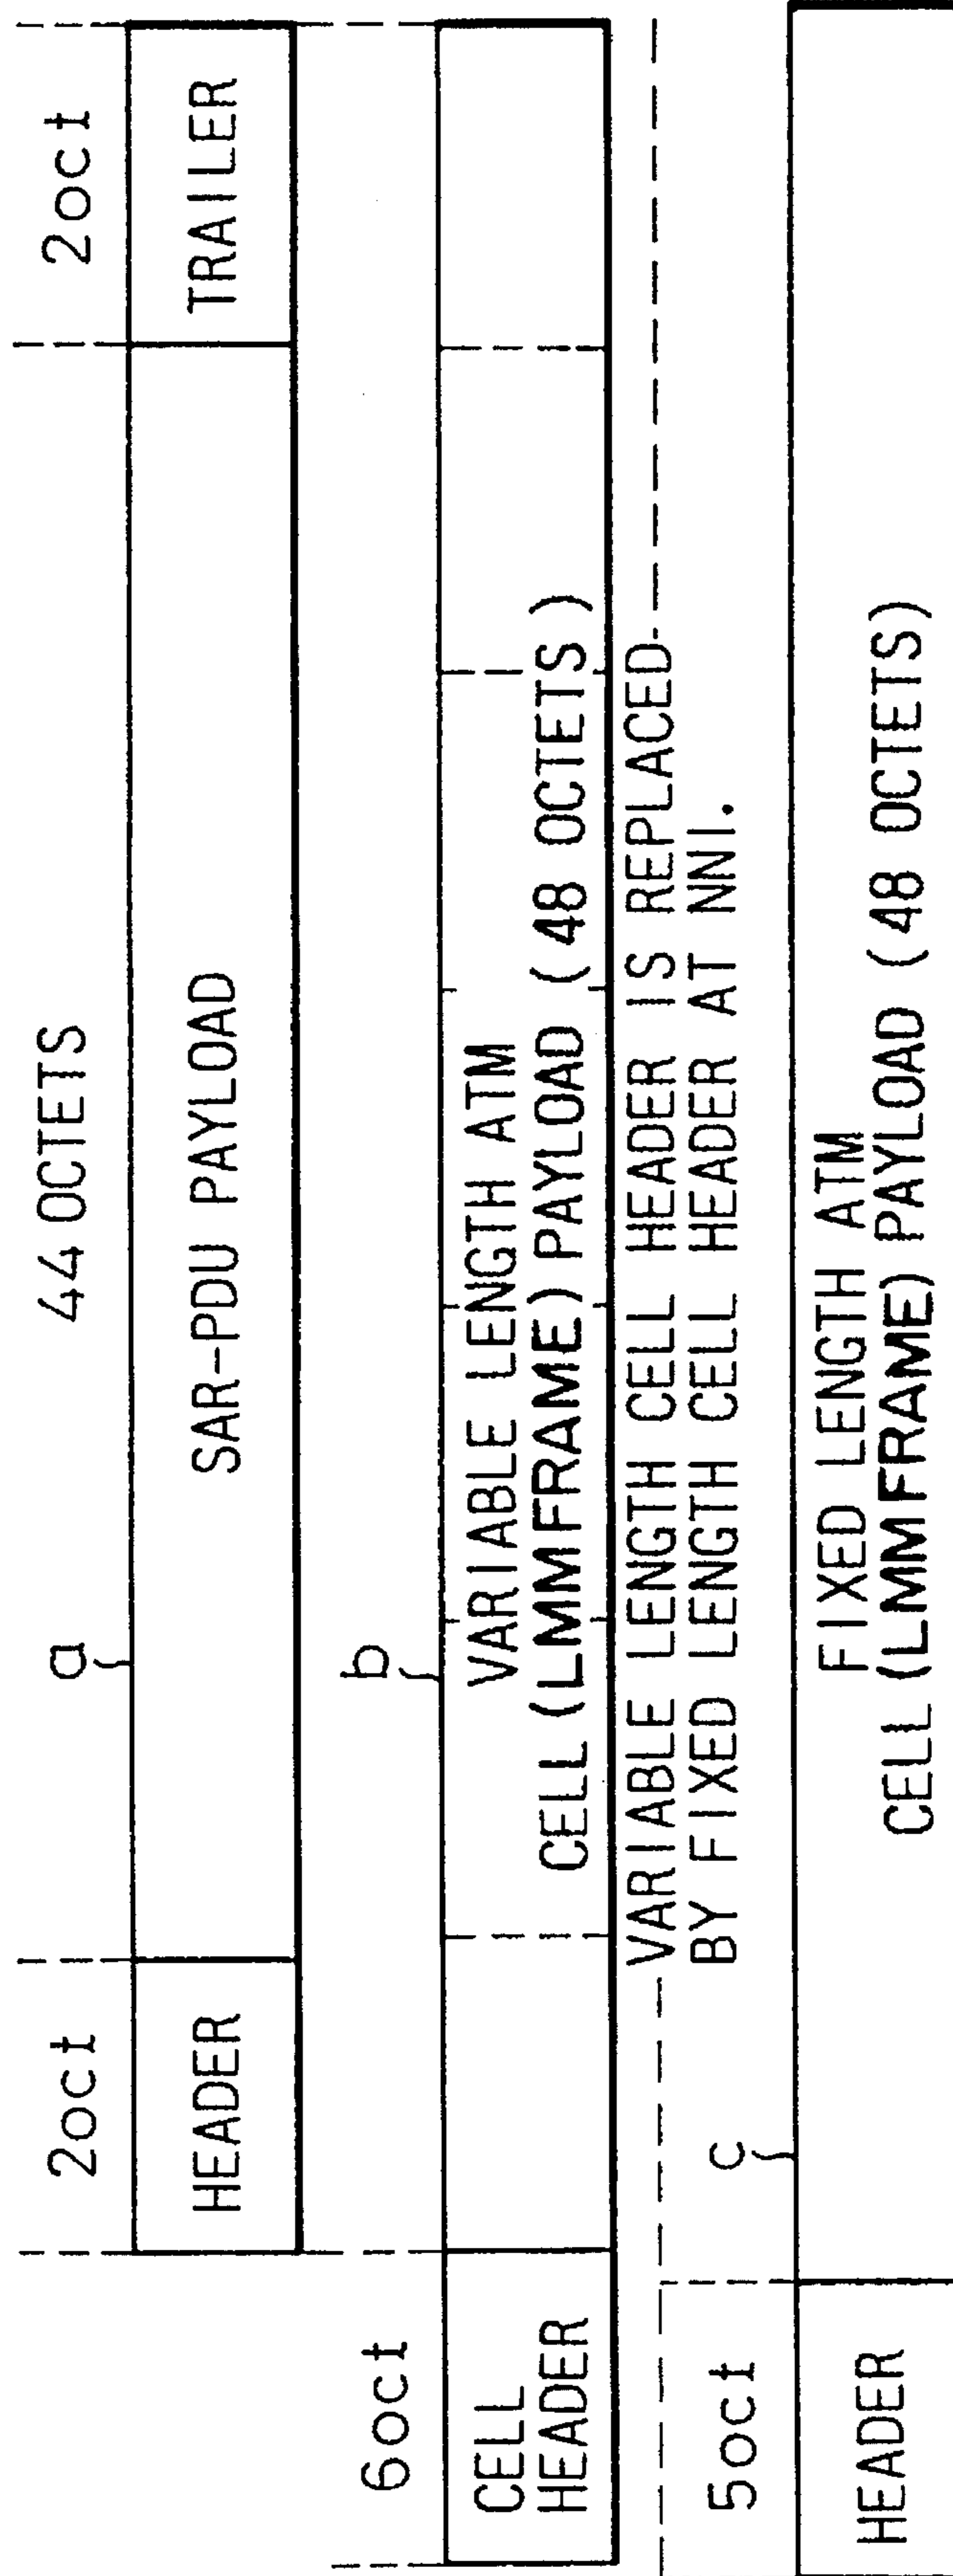 2oct
44 OCTETS
2oct
a
HEADER
SAR-PDU PAYLOAD
TRAILER
6oct
b
CELL
HEADER
VARIABLE LENGTH ATM
CELL (LMMFRAME) PAYLOAD (48 OCTETS)
VARIABLE LENGTH CELL HEADER IS REPLACED
BY FIXED LENGTH CELL HEADER AT NNI.
5oct
c
HEADER
FIXED LENGTH ATM
CELL (LMMFRAME) PAYLOAD (48 OCTETS)